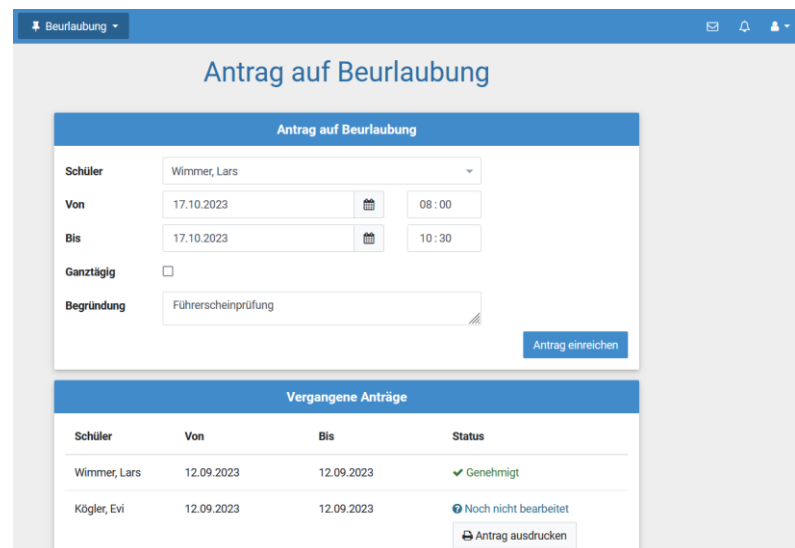 Beurlaubung
Antrag auf Beurlaubung
Antrag auf Beurlaubung
Schüler Wimmer, Lars
Von 17.10.2023 08:00
Bis 17.10.2023 10:30
Ganztägig
Begründung Führerscheinprüfung
Antrag einreichen
Vergangene Anträge
Schüler Von Bis Status
Wimmer, Lars 12.09.2023 12.09.2023 Genehmigt
Kögler, Evi 12.09.2023 12.09.2023 Noch nicht bearbeitet
Antrag ausdrucken